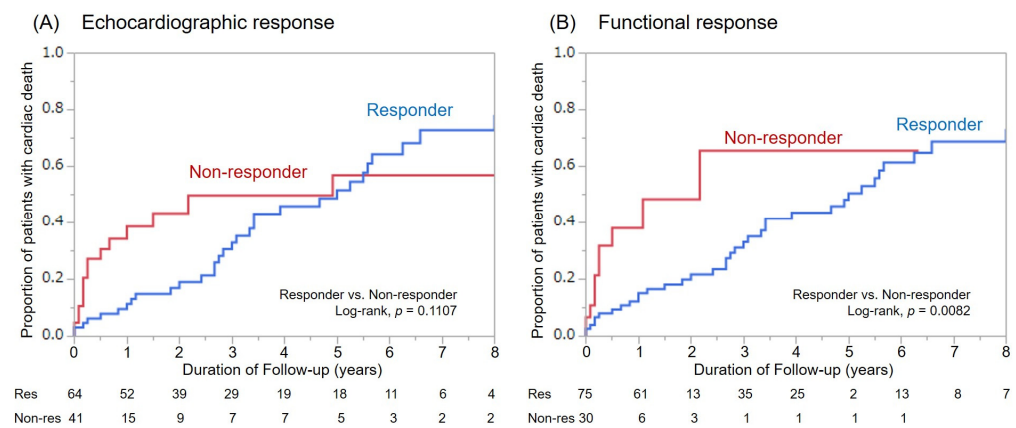 (A) Echocardiographic response
Proportion of patients with cardiac death
1.0
0.8
0.6
0.4
0.2
0.0
Responder
Non-responder
Responder vs. Non-responder
Log-rank, p = 0.1107
0 1 2 3 4 5 6 7 8
Duration of Follow-up (years)
Res 64 52 39 29 19 18 11 6 4
Non-res 41 15 9 7 7 5 3 2 2
(B) Functional response
Proportion of patients with cardiac death
1.0
0.8
0.6
0.4
0.2
0.0
Responder
Non-responder
Responder vs. Non-responder
Log-rank, p = 0.0082
0 1 2 3 4 5 6 7 8
Duration of Follow-up (years)
Res 75 61 13 35 25 2 13 8 7
Non-res 30 6 3 1 1 1 1